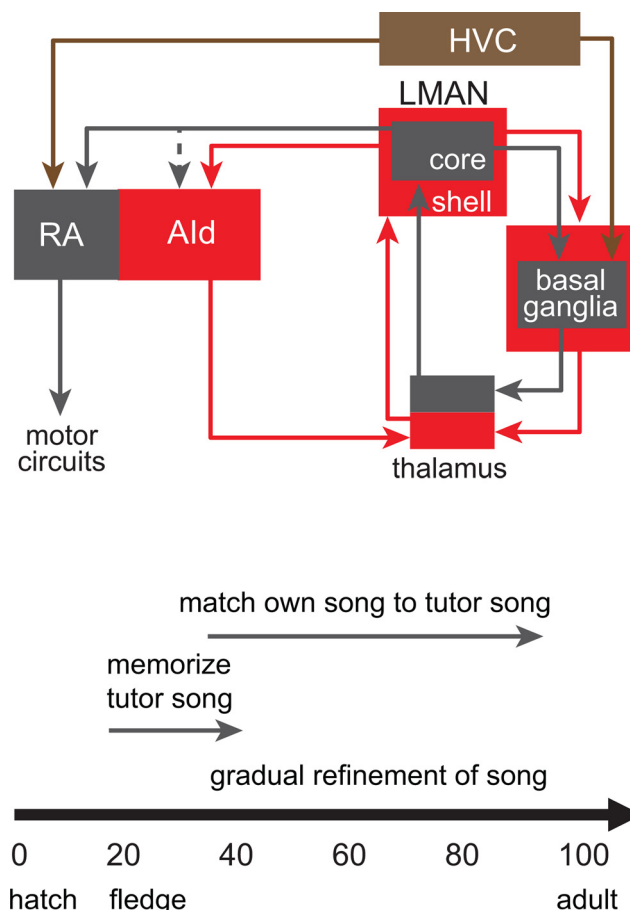 HVC
LMAN
core
shell
RA
AId
basal
ganglia
motor
circuits
thalamus
match own song to tutor song
memorize
tutor song
gradual refinement of song
0 20 40 60 80 100
hatch fledge adult